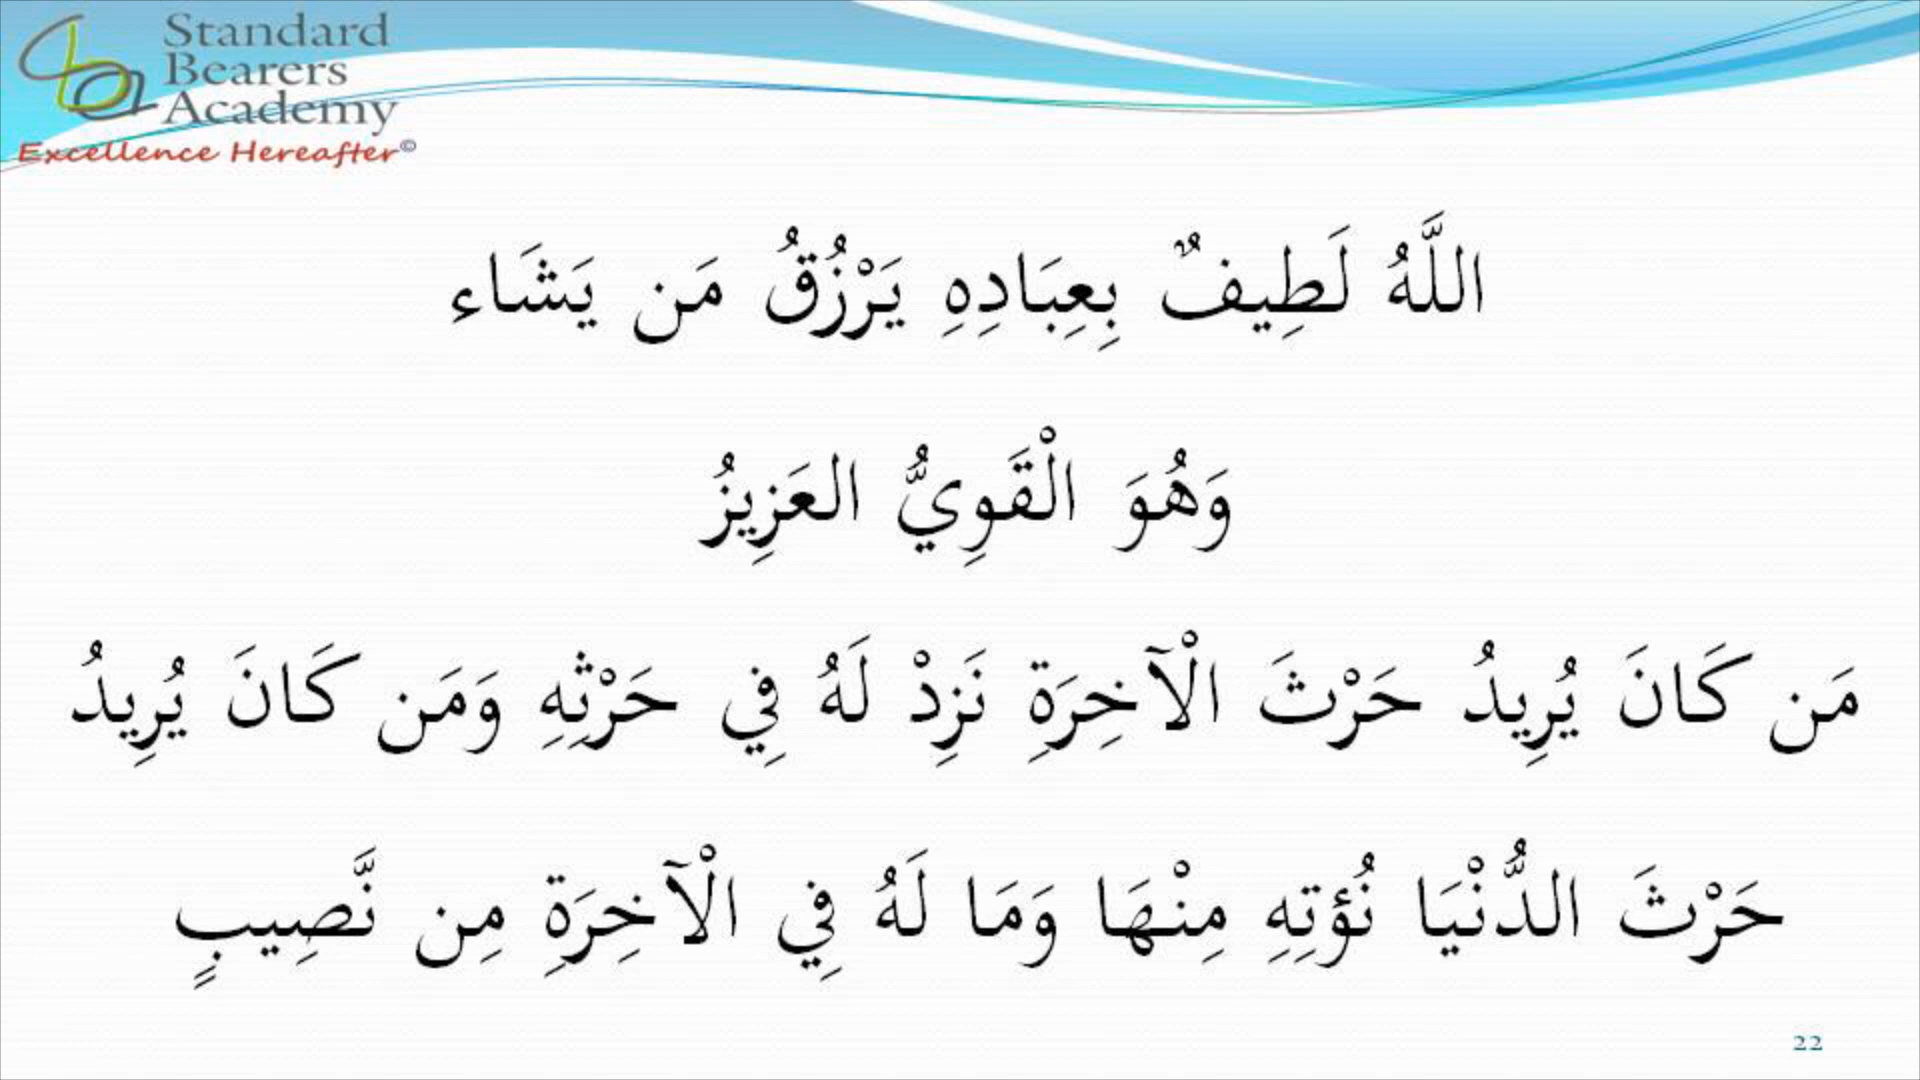 Standard
Bearers
Academy
Excellence Hereafter©
اللَّهُ لَطِيفٌ بِعِبَادِهِ يَرْزُقُ مَن يَشَاء
وَهُوَ الْقَوِيُّ العَزِيزُ
مَن كَانَ يُرِيدُ حَرْثَ الْآخِرَةِ نَزِدْ لَهُ فِي حَرْثِهِ وَمَن كَانَ يُرِيدُ
حَرْثَ الدُّنْيَا نُؤتِهِ مِنْهَا وَمَا لَهُ فِي الْآخِرَةِ مِن نَّصِيبٍ
22